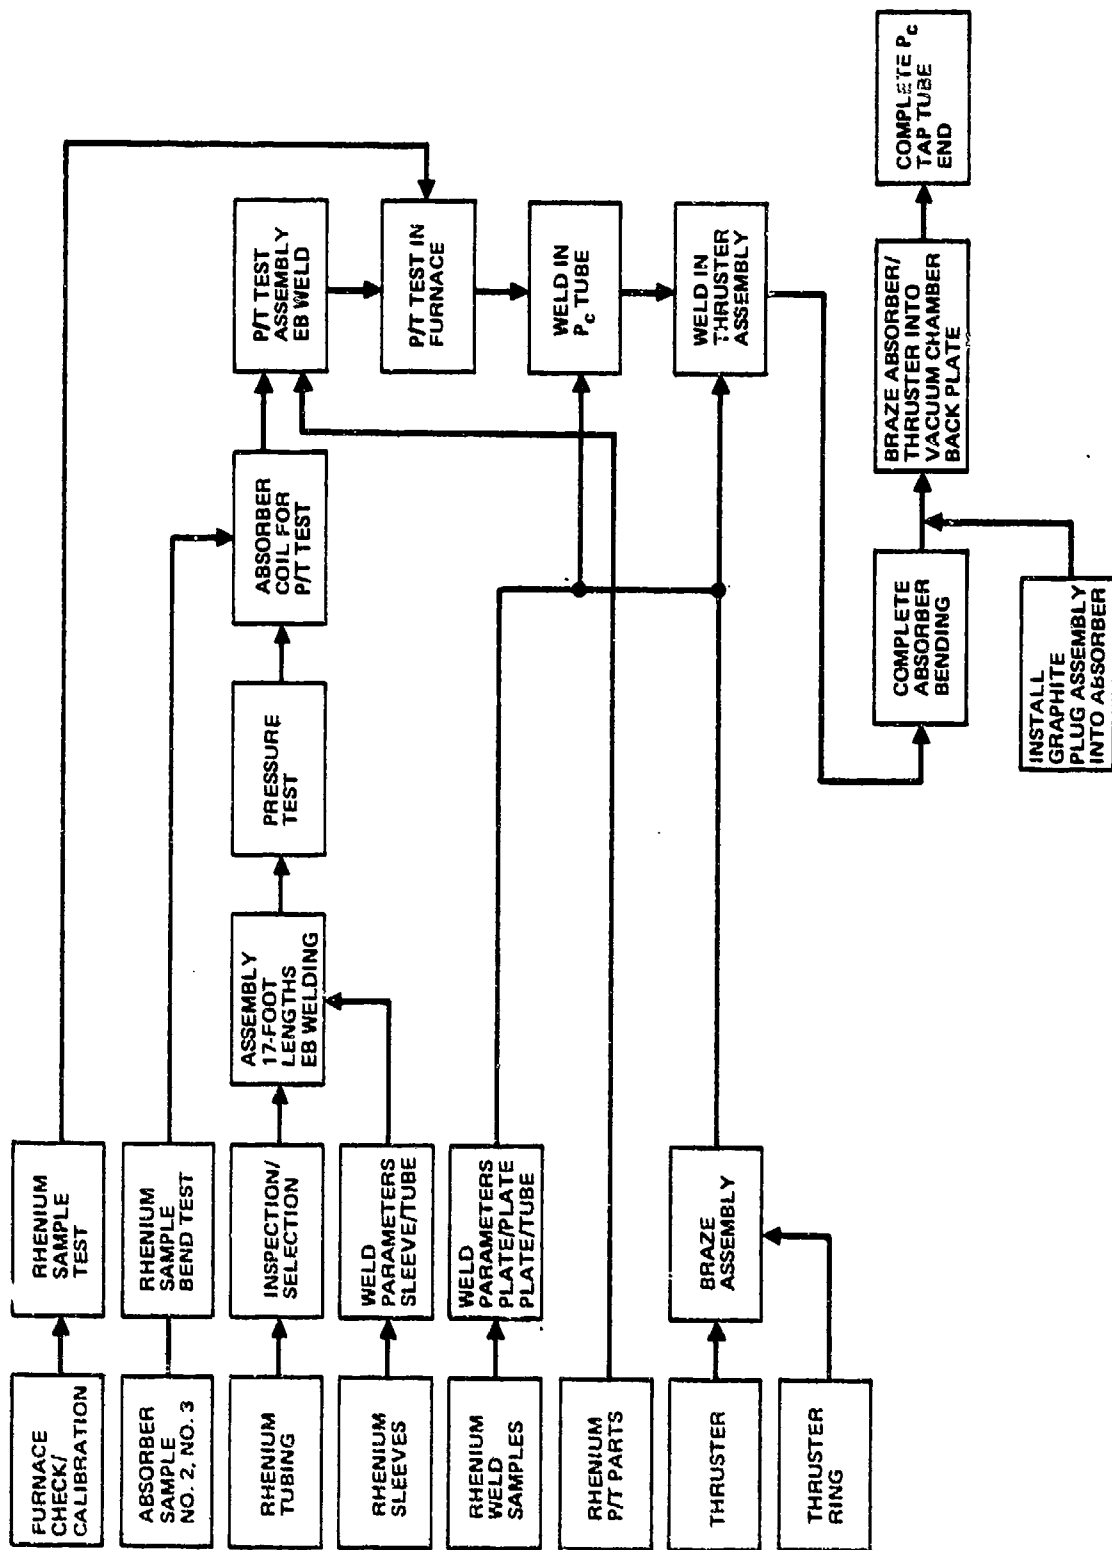 FURNACE
CHECK/
CALIBRATION
RHENIUM
SAMPLE
TEST
ABSORBER
SAMPLE
NO. 2, NO. 3
RHENIUM
SAMPLE
BEND TEST
RHENIUM
TUBING
INSPECTION/
SELECTION
ASSEMBLY
17-FOOT
LENGTHS
EB WELDING
PRESSURE
TEST
ABSORBER
COIL FOR
P/T TEST
P/T TEST
ASSEMBLY
EB WELD
RHENIUM
SLEEVES
WELD
PARAMETERS
SLEEVE/TUBE
P/T TEST IN
FURNACE
RHENIUM
WELD
SAMPLES
WELD
PARAMETERS
PLATE/PLATE
PLATE/TUBE
WELD IN
Pc TUBE
RHENIUM
P/T PARTS
THRUSTER
BRAZE
ASSEMBLY
WELD IN
THRUSTER
ASSEMBLY
THRUSTER
RING
COMPLETE
ABSORBER
BENDING
BRAZE ABSORBER/
THRUSTER INTO
VACUUM CHAMBER
BACK PLATE
COMPLETE Pc
TAP TUBE
END
INSTALL
GRAPHITE
PLUG ASSEMBLY
INTO ABSORBER